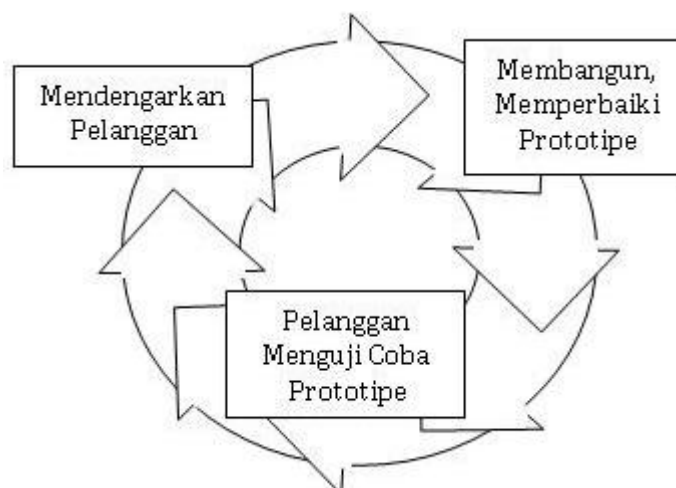 Mendengarkan
Pelanggan
Membangun,
Memperbaiki
Prototipe
Pelanggan
Menguji Coba
Prototipe